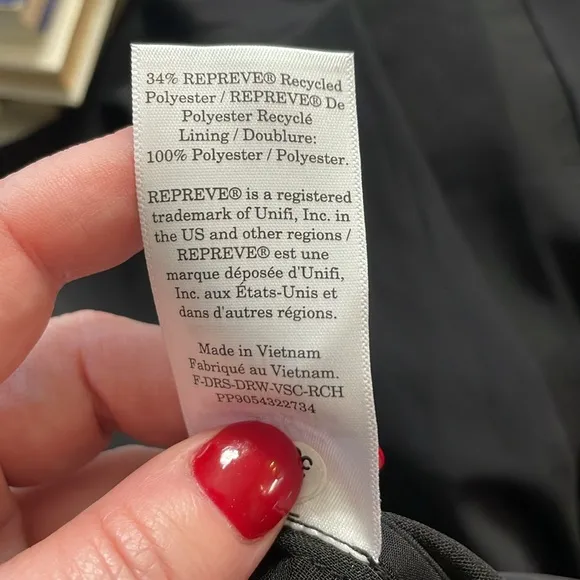 34% REPREVE® Recycled
Polyester / REPREVE® De
Polyester Recyclé
Lining / Doublure:
100% Polyester / Polyester.
REPREVE® is a registered
trademark of Unifi, Inc. in
the US and other regions /
REPREVE® est une
marque déposée d'Unifi,
Inc. aux États-Unis et
dans d'autres régions.
Made in Vietnam
Fabriqué au Vietnam.
F-DRS-DRW-VSC-RCH
PP9054322734